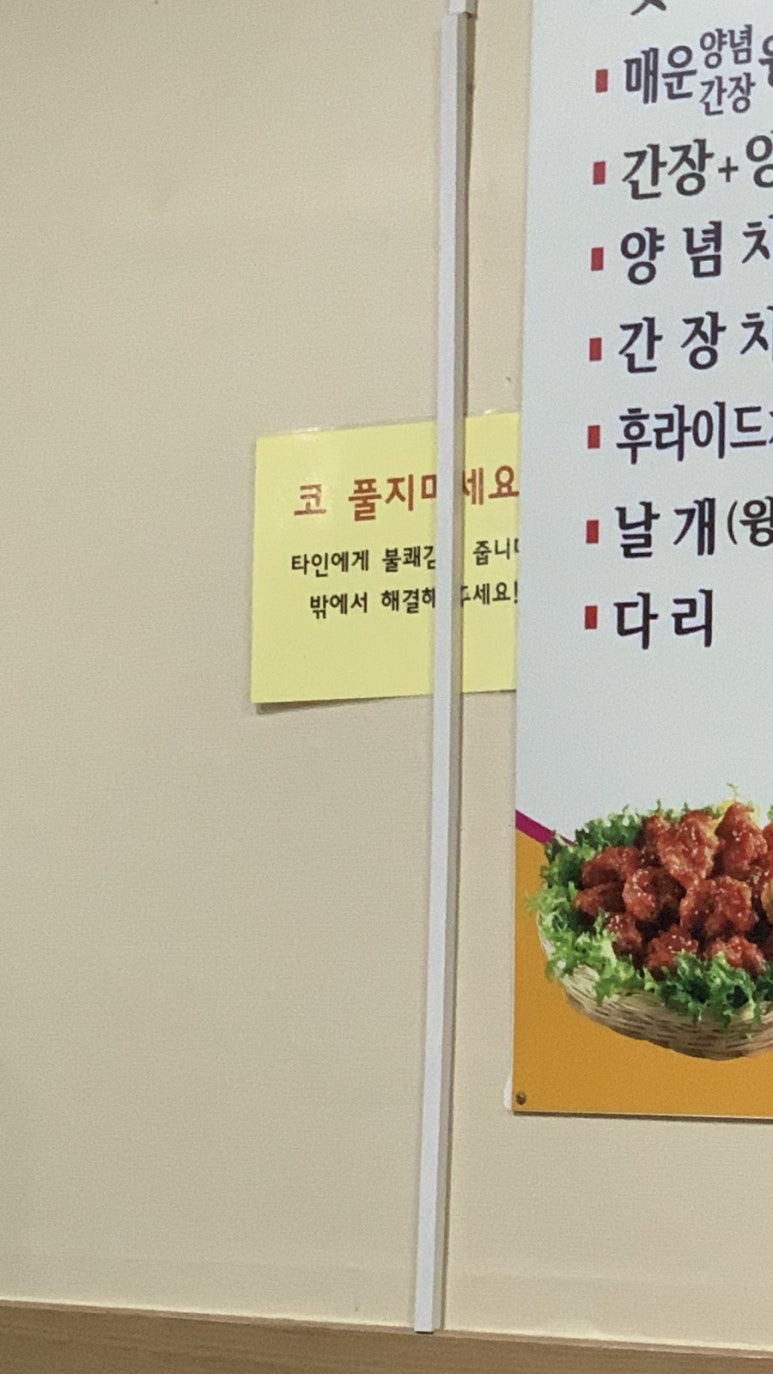 코 풀지마세요
타인에게 불쾌감 줍니다
밖에서 해결해주세요!
매운 양념 간장
간장+양
양 념 치
간 장 치
후라이드
날 개 (윙
다 리